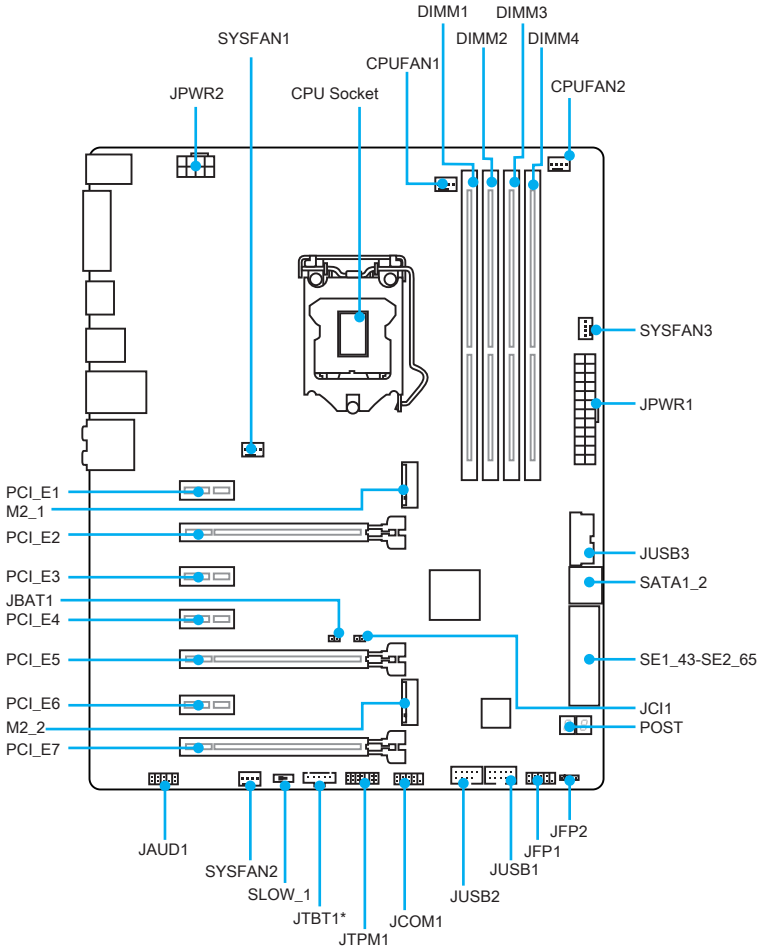 DIMM1
DIMM3
SYSFAN1
DIMM2
DIMM4
CPUFAN1
CPUFAN2
JPWR2
CPU Socket
SYSFAN3
JPWR1
PCI_E1
M2_1
PCI_E2
JUSB3
PCI_E3
SATA1_2
JBAT1
PCI_E4
PCI_E5
SE1_43-SE2_65
PCI_E6
JCI1
M2_2
POST
PCI_E7
JFP2
JAUD1
JFP1
SYSFAN2
JUSB1
SLOW_1
JUSB2
JTBT1*
JCOM1
JTPM1